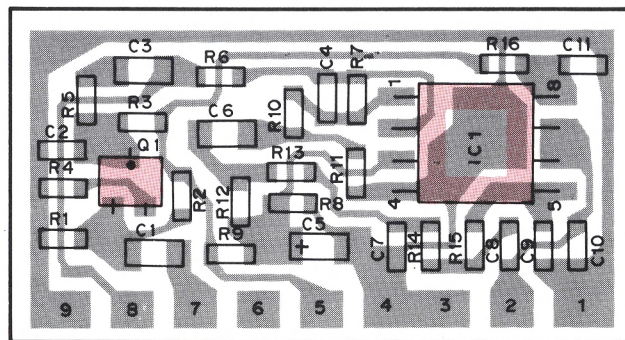 C3 R6 C4 R7 R16 C11
R5 R3 C6 R10 1 8
C2 Q1 R13 R11 IC1
R4 R2 R12 R8 4 5
R1 C1 R9 C5 + C7 R14 R15 C8 C9 C10
9 8 7 6 5 4 3 2 1